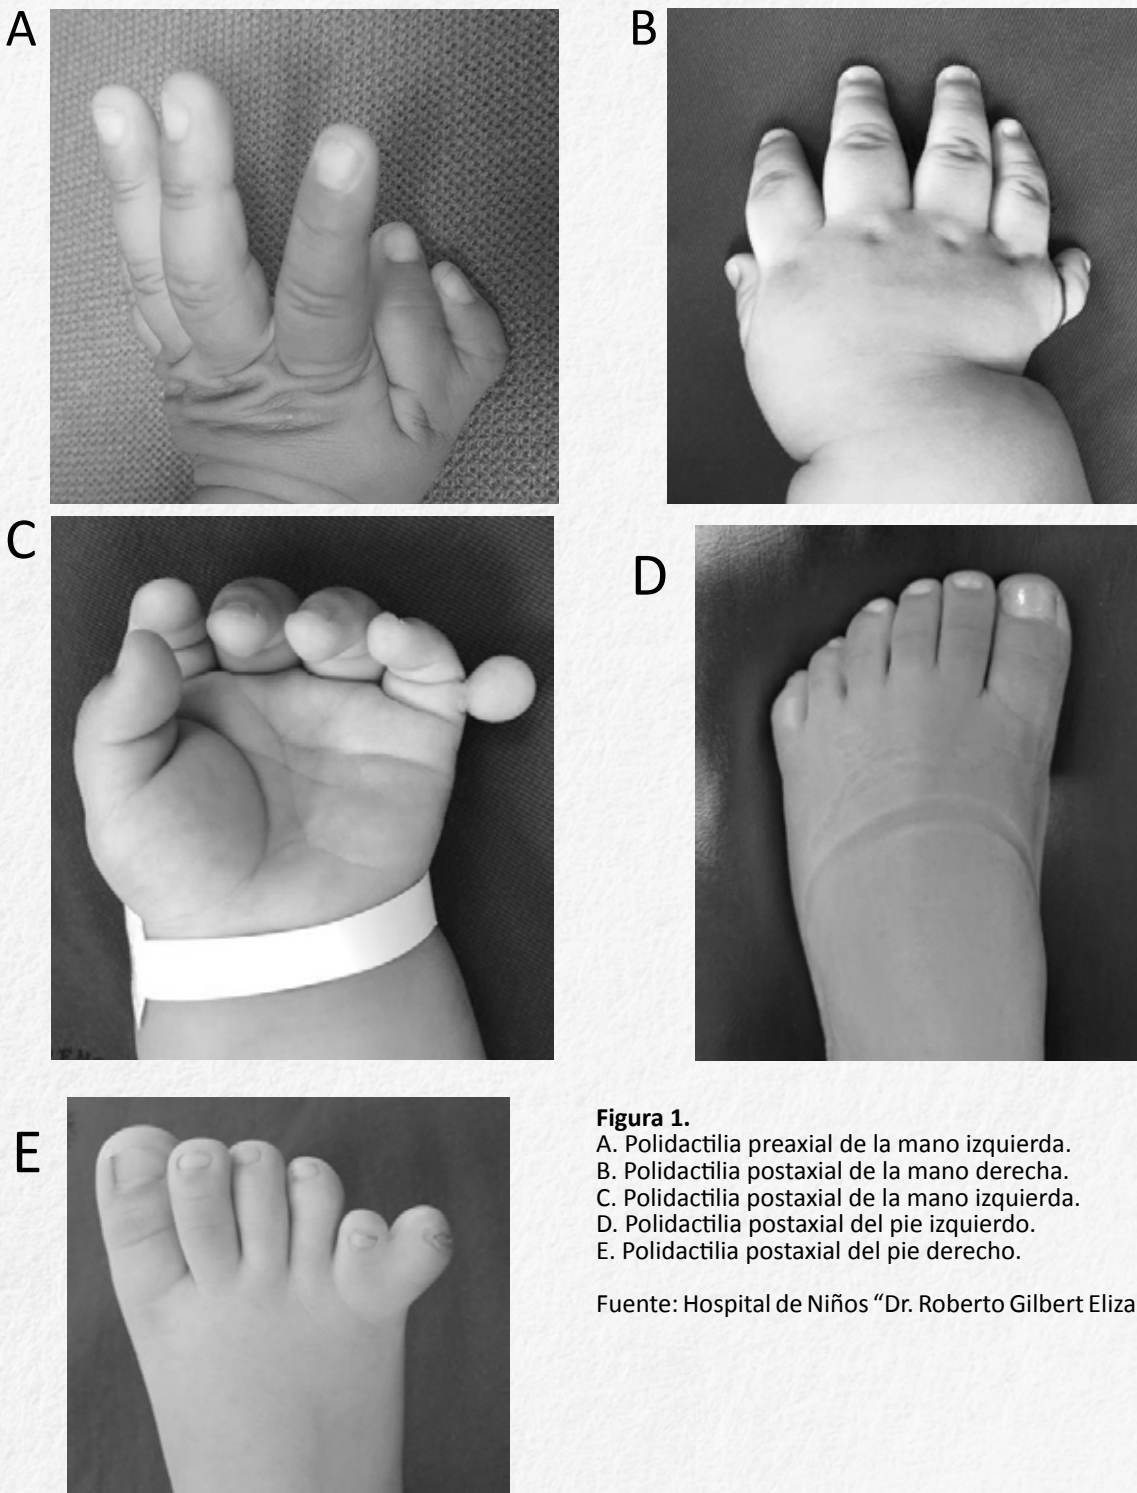 A
B
C
D
E
Figura 1.
A. Polidactilia preaxial de la mano izquierda.
B. Polidactilia postaxial de la mano derecha.
C. Polidactilia postaxial de la mano izquierda.
D. Polidactilia postaxial del pie izquierdo.
E. Polidactilia postaxial del pie derecho.
Fuente: Hospital de Niños “Dr. Roberto Gilbert Eliza